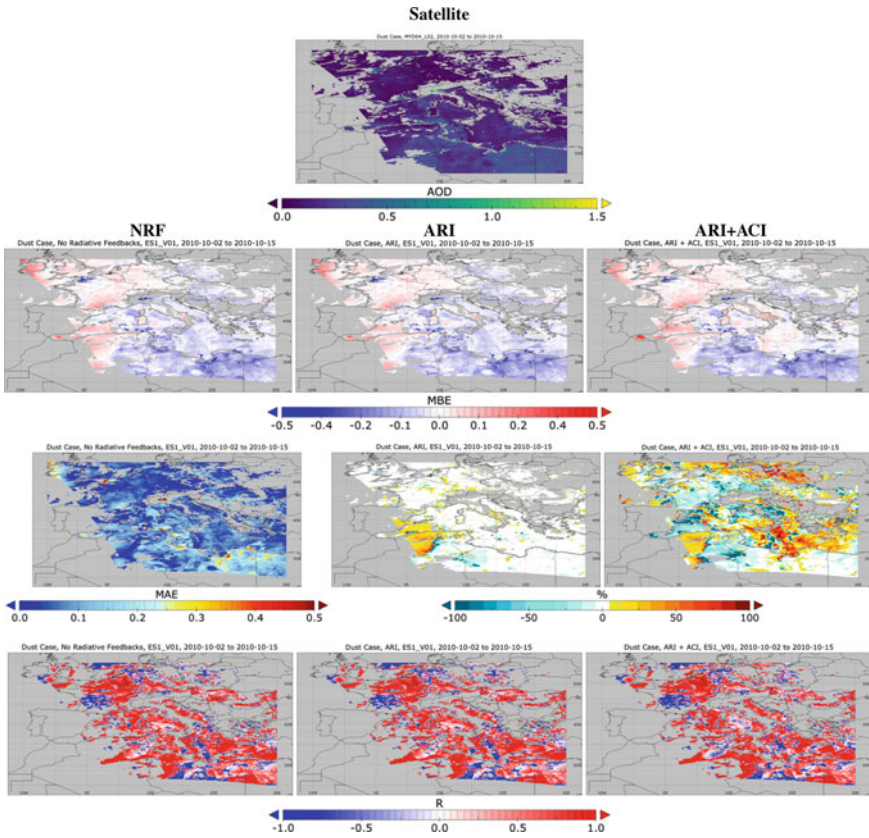 Satellite
Dust Case, MYD04_L02, 2010-10-02 to 2010-10-15
AOD
0.0 0.5 1.0 1.5
NRF ARI ARI+ACI
Dust Case, No Radiative Feedbacks, ES1_V01, 2010-10-02 to 2010-10-15
Dust Case, ARI, ES1_V01, 2010-10-02 to 2010-10-15
Dust Case, ARI + ACI, ES1_V01, 2010-10-02 to 2010-10-15
MBE
-0.5 -0.4 -0.2 -0.1 0.0 0.1 0.2 0.3 0.5
Dust Case, No Radiative Feedbacks, ES1_V01, 2010-10-02 to 2010-10-15
Dust Case, ARI, ES1_V01, 2010-10-02 to 2010-10-15
Dust Case, ARI + ACI, ES1_V01, 2010-10-02 to 2010-10-15
MAE
0.0 0.1 0.2 0.3 0.4 0.5
%
-100 -50 0 50 100
Dust Case, No Radiative Feedbacks, ES1_V01, 2010-10-02 to 2010-10-15
Dust Case, ARI, ES1_V01, 2010-10-02 to 2010-10-15
Dust Case, ARI + ACI, ES1_V01, 2010-10-02 to 2010-10-15
R
-1.0 -0.5 0.0 0.5 1.0